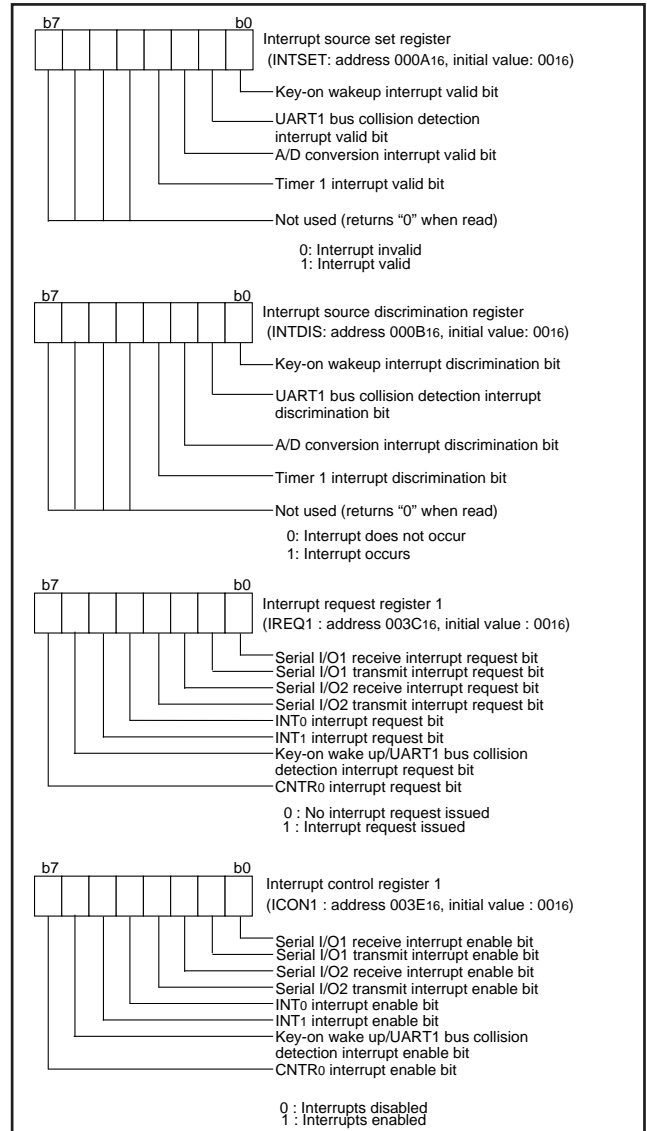 b7 b0
Interrupt source set register
(INTSET: address 000A16, initial value: 0016)
Key-on wakeup interrupt valid bit
UART1 bus collision detection
interrupt valid bit
A/D conversion interrupt valid bit
Timer 1 interrupt valid bit
Not used (returns “0” when read)
0: Interrupt invalid
1: Interrupt valid
b7 b0
Interrupt source discrimination register
(INTDIS: address 000B16, initial value: 0016)
Key-on wakeup interrupt discrimination bit
UART1 bus collision detection interrupt
discrimination bit
A/D conversion interrupt discrimination bit
Timer 1 interrupt discrimination bit
Not used (returns “0” when read)
0: Interrupt does not occur
1: Interrupt occurs
b7 b0
Interrupt request register 1
(IREQ1 : address 003C16, initial value : 0016)
Serial I/O1 receive interrupt request bit
Serial I/O1 transmit interrupt request bit
Serial I/O2 receive interrupt request bit
Serial I/O2 transmit interrupt request bit
INT0 interrupt request bit
INT1 interrupt request bit
Key-on wake up/UART1 bus collision
detection interrupt request bit
CNTR0 interrupt request bit
0 : No interrupt request issued
1 : Interrupt request issued
b7 b0
Interrupt control register 1
(ICON1 : address 003E16, initial value : 0016)
Serial I/O1 receive interrupt enable bit
Serial I/O1 transmit interrupt enable bit
Serial I/O2 receive interrupt enable bit
Serial I/O2 transmit interrupt enable bit
INT0 interrupt enable bit
INT1 interrupt enable bit
Key-on wake up/UART1 bus collision
detection interrupt enable bit
CNTR0 interrupt enable bit
0 : Interrupts disabled
1 : Interrupts enabled